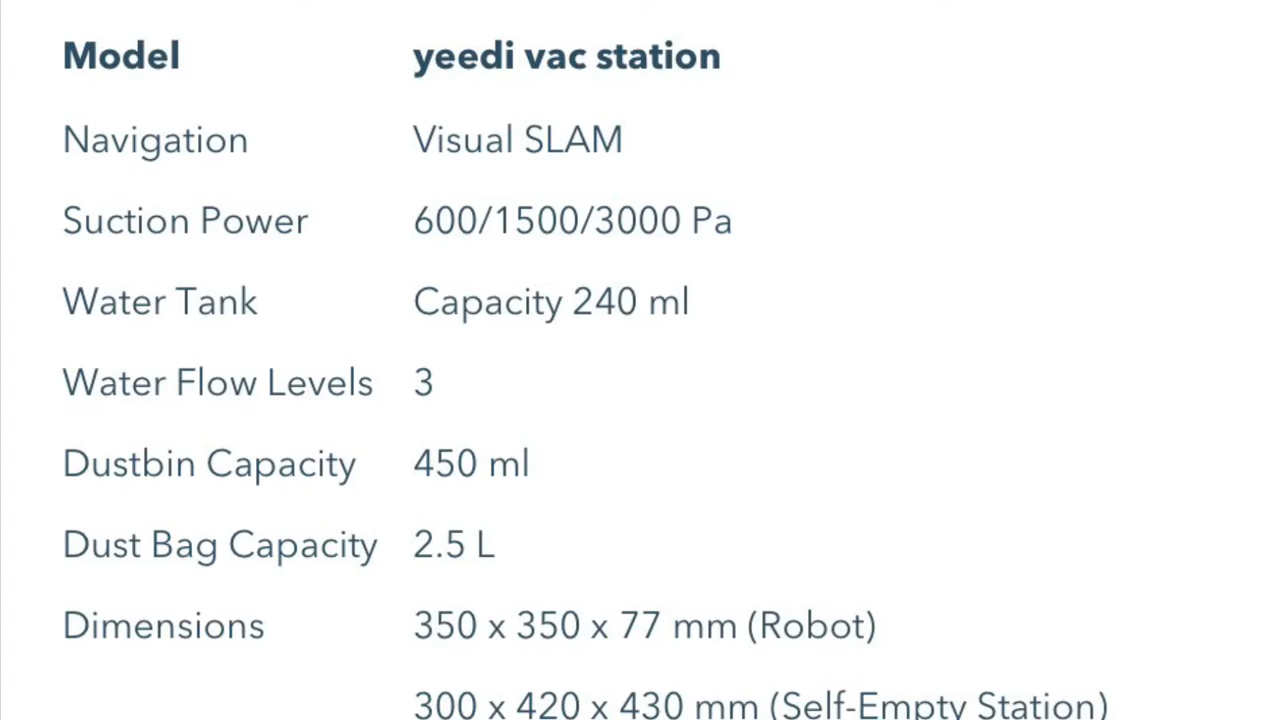 Model yeedi vac station
Navigation Visual SLAM
Suction Power 600/1500/3000 Pa
Water Tank Capacity 240 ml
Water Flow Levels 3
Dustbin Capacity 450 ml
Dust Bag Capacity 2.5 L
Dimensions 350 x 350 x 77 mm (Robot)
300 x 420 x 430 mm (Self-Empty Station)